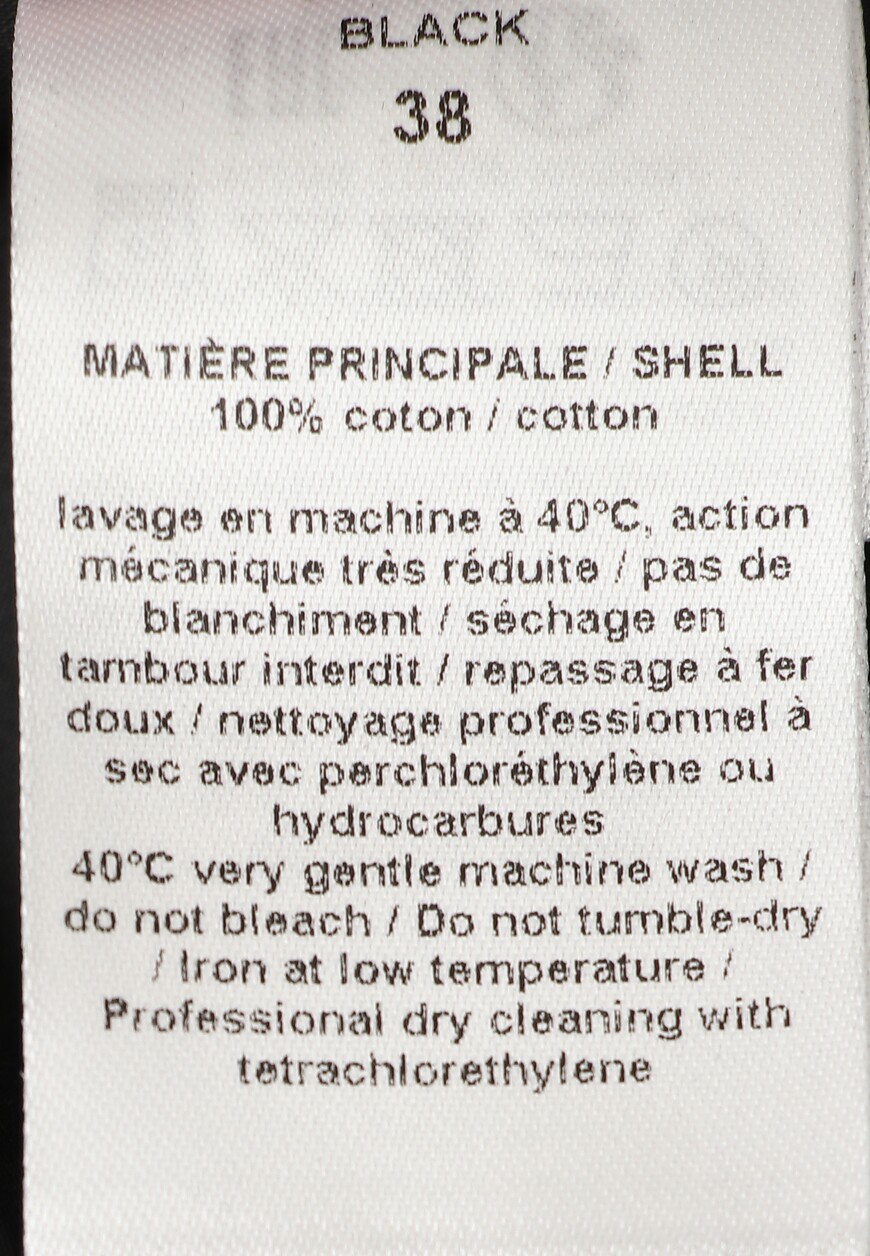 BLACK
38
MATIÈRE PRINCIPALE / SHELL
100% coton / cotton
lavage en machine à 40°C, action
mécanique très réduite / pas de
blanchiment / séchage en
tambour interdit / repassage à fer
doux / nettoyage professionnel à
sec avec perchloréthylène ou
hydrocarbures
40°C very gentle machine wash /
do not bleach / Do not tumble-dry
/ Iron at low temperature /
Professional dry cleaning with
tetrachlorethylene